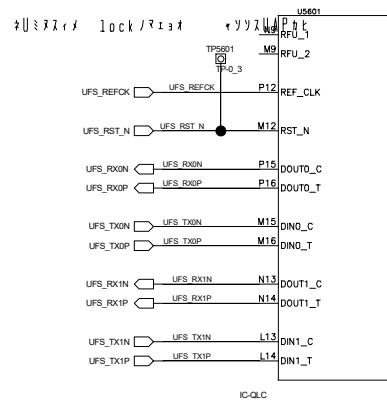 U5601
N9 RFU_1
M9 RFU_2
TP5601
TP-0_3
UFS_REFCK UFS_REFCK P12 REF_CLK
UFS_RST_N UFS_RST_N M12 RST_N
UFS_RX0N UFS_RX0N P15 DOUT0_C
UFS_RX0P UFS_RX0P P16 DOUT0_T
UFS_TX0N UFS_TX0N M15 DIN0_C
UFS_TX0P UFS_TX0P M16 DIN0_T
UFS_RX1N UFS_RX1N N13 DOUT1_C
UFS_RX1P UFS_RX1P N14 DOUT1_T
UFS_TX1N UFS_TX1N L13 DIN1_C
UFS_TX1P UFS_TX1P L14 DIN1_T
IC-QLC